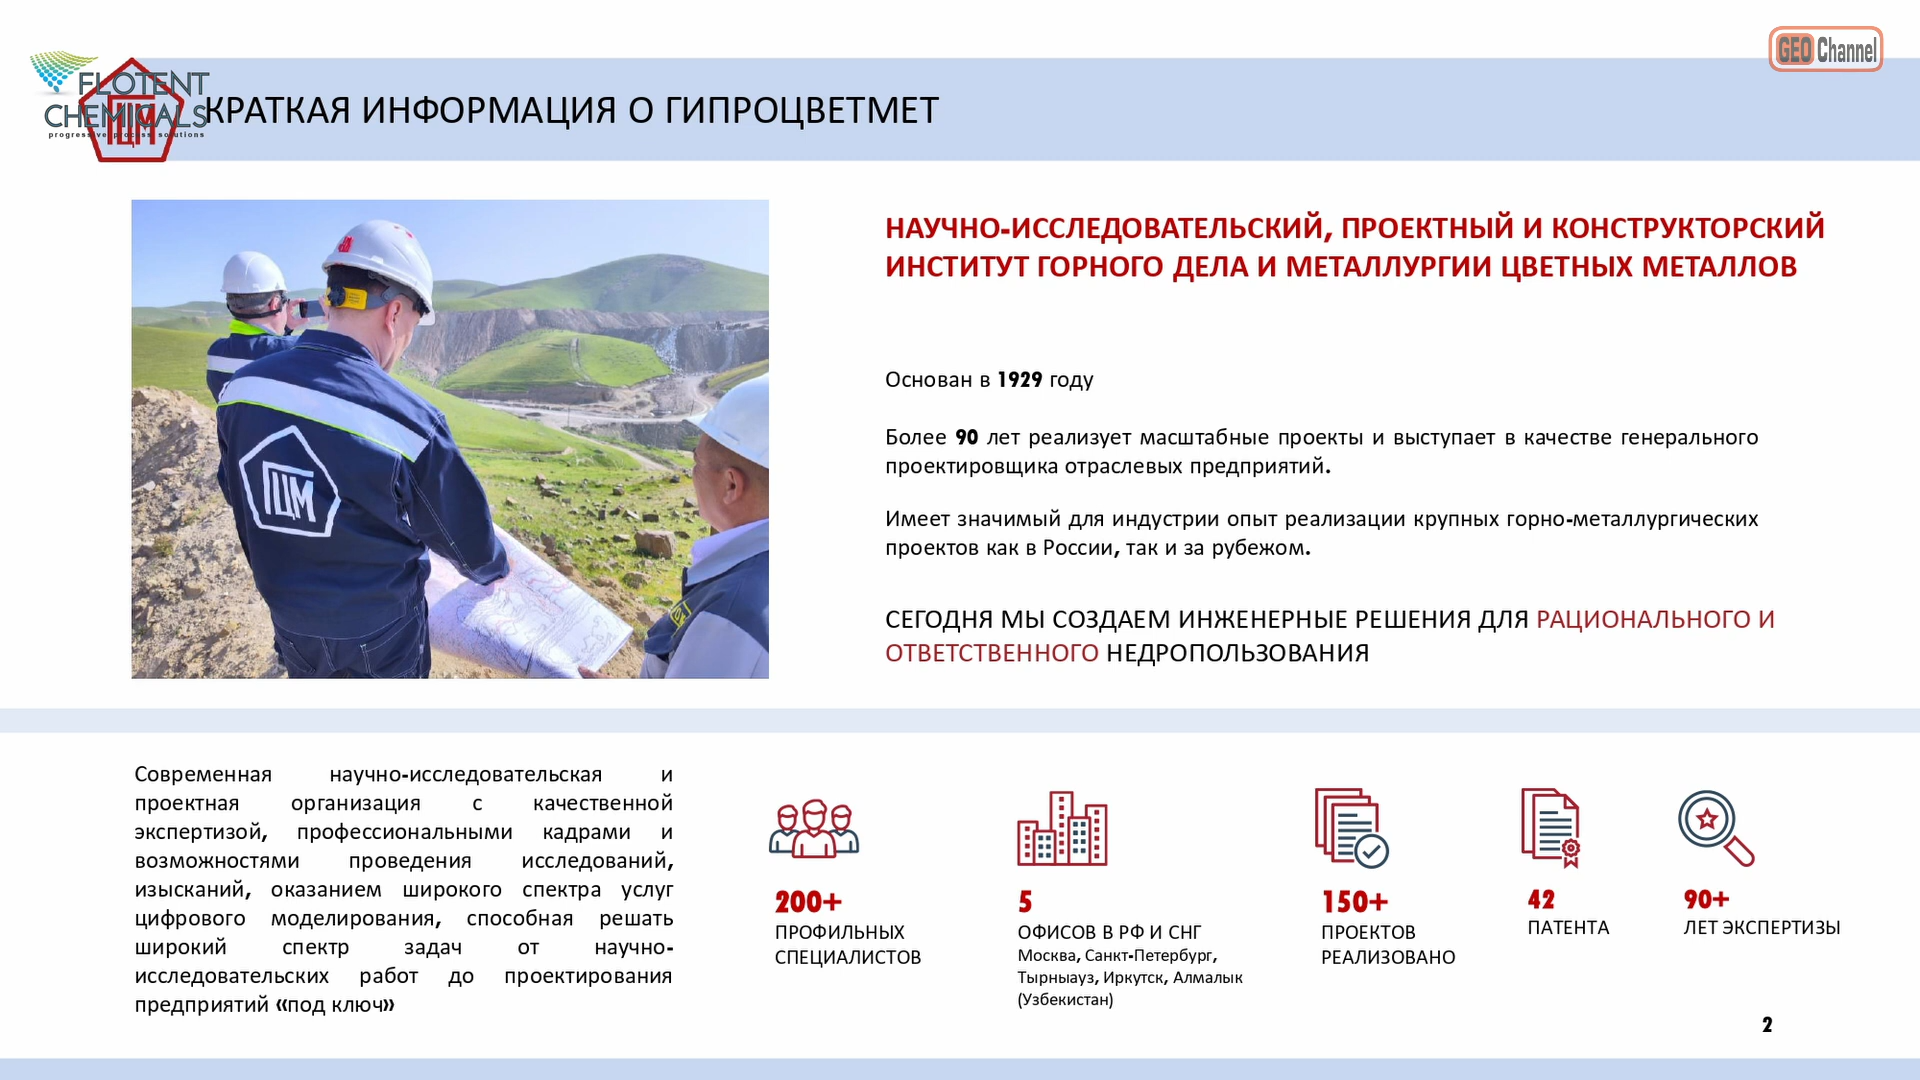 GEO Channel
FLOTENT
CHEMICALS
progressive process solutions
ГЦМ
КРАТКАЯ ИНФОРМАЦИЯ О ГИПРОЦВЕТМЕТ
ГЦМ
НАУЧНО-ИССЛЕДОВАТЕЛЬСКИЙ, ПРОЕКТНЫЙ И КОНСТРУКТОРСКИЙ
ИНСТИТУТ ГОРНОГО ДЕЛА И МЕТАЛЛУРГИИ ЦВЕТНЫХ МЕТАЛЛОВ
Основан в 1929 году
Более 90 лет реализует масштабные проекты и выступает в качестве генерального
проектировщика отраслевых предприятий.
Имеет значимый для индустрии опыт реализации крупных горно-металлургических
проектов как в России, так и за рубежом.
СЕГОДНЯ МЫ СОЗДАЕМ ИНЖЕНЕРНЫЕ РЕШЕНИЯ ДЛЯ РАЦИОНАЛЬНОГО И
ОТВЕТСТВЕННОГО НЕДРОПОЛЬЗОВАНИЯ
Современная научно-исследовательская и
проектная организация с качественной
экспертизой, профессиональными кадрами и
возможностями проведения исследований,
изысканий, оказанием широкого спектра услуг
цифрового моделирования, способная решать
широкий спектр задач от научно-
исследовательских работ до проектирования
предприятий «под ключ»
200+
ПРОФИЛЬНЫХ
СПЕЦИАЛИСТОВ
5
ОФИСОВ В РФ И СНГ
Москва, Санкт-Петербург,
Тырныауз, Иркутск, Алмалык
(Узбекистан)
150+
ПРОЕКТОВ
РЕАЛИЗОВАНО
42
ПАТЕНТА
90+
ЛЕТ ЭКСПЕРТИЗЫ
2